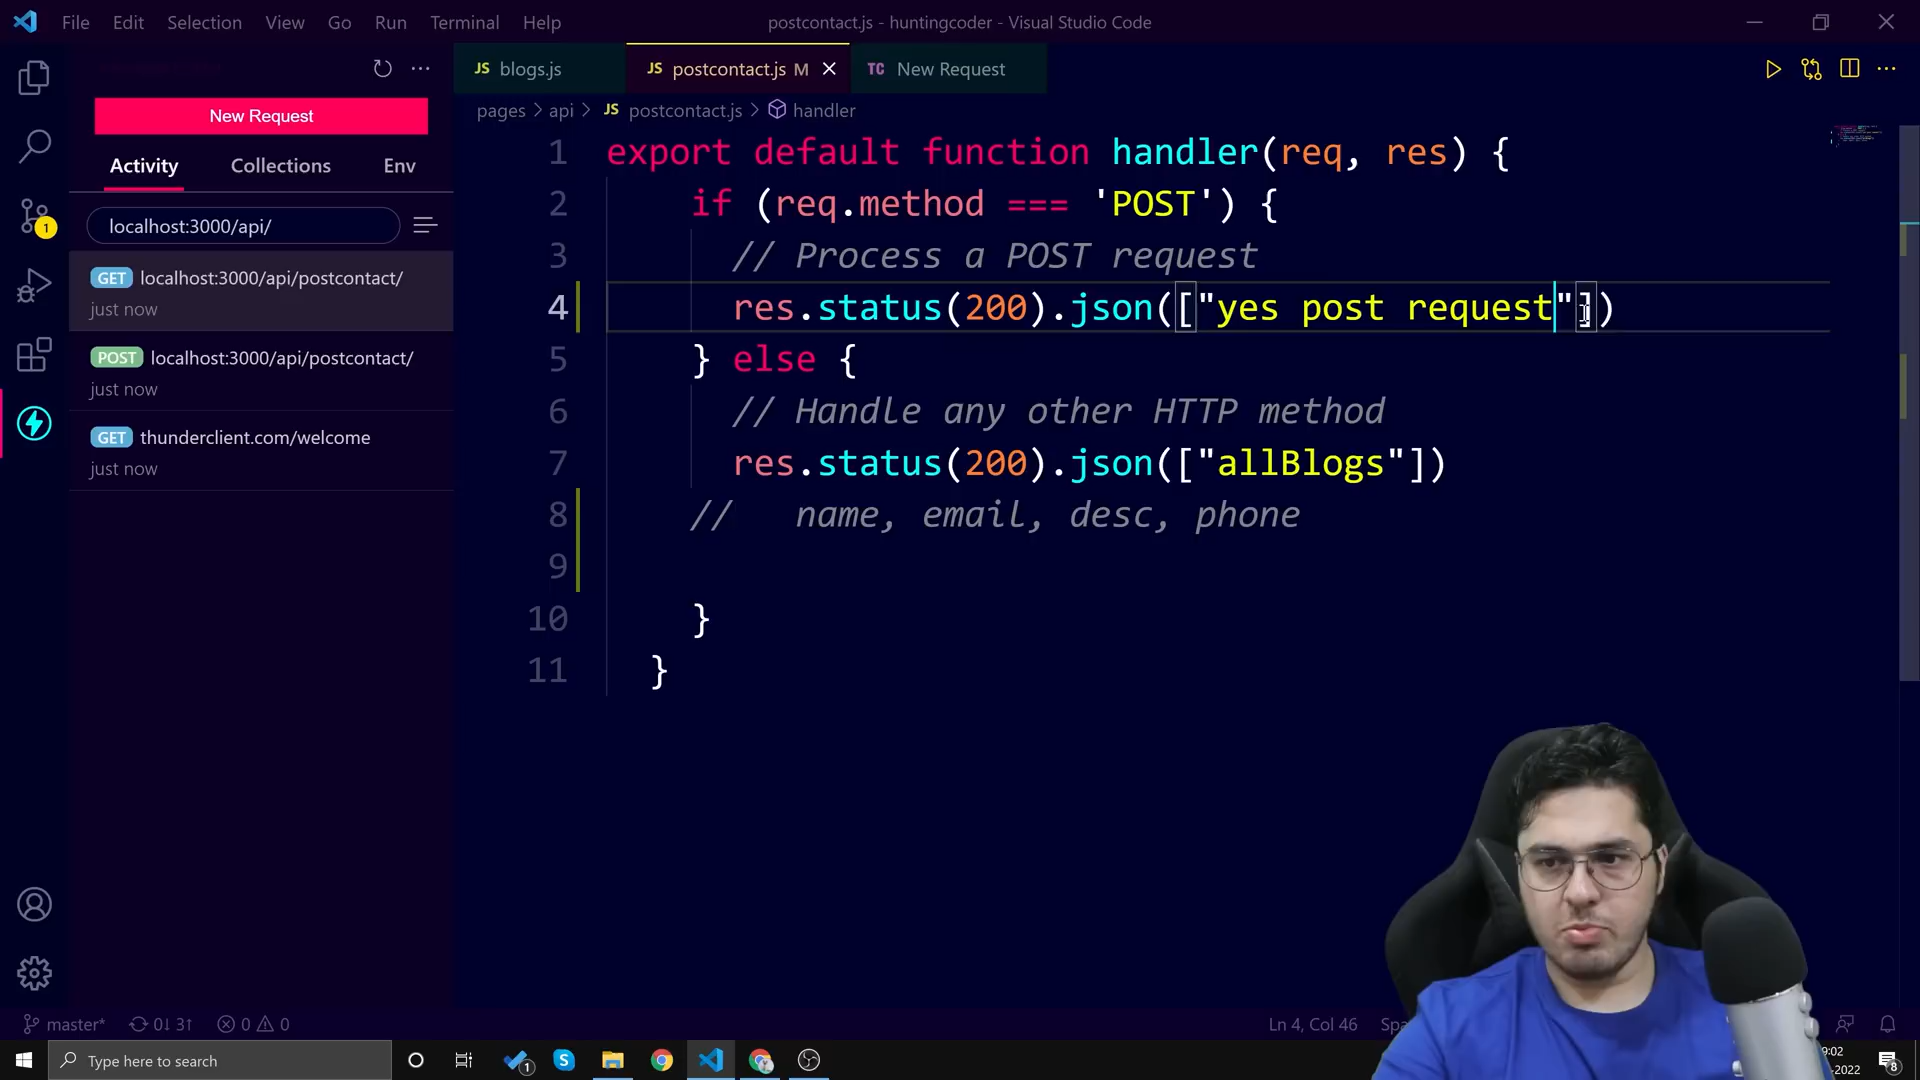 File Edit Selection View Go Run Terminal Help
postcontact.js - huntingcoder - Visual Studio Code
New Request
Activity Collections Env
localhost:3000/api/
GET localhost:3000/api/postcontact/
just now
POST localhost:3000/api/postcontact/
just now
GET thunderclient.com/welcome
just now
1
JS blogs.js
JS postcontact.js M
TC New Request
pages > api > JS postcontact.js > handler
1 export default function handler(req, res) {
2 if (req.method === 'POST') {
3 // Process a POST request
4 res.status(200).json(["yes post request"])
5 } else {
6 // Handle any other HTTP method
7 res.status(200).json(["allBlogs"])
8 // name, email, desc, phone
9
10 }
11 }
master* 0↓ 3↑ 0 0
Ln 4, Col 46
Type here to search
1
8